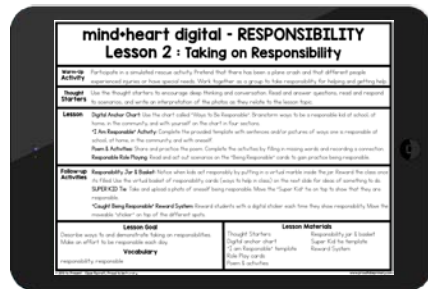 mind+heart digital - RESPONSIBILITY
Lesson 2 : Taking on Responsibility
Warm-Up
Activity
Participate in a simulated rescue activity. Pretend that there has been a plane crash and that different people
experienced injuries or have special needs. Work together as a group to take responsibility for helping and getting help.
Thought
Starters
Use the thought starters to encourage deep thinking and conversation. Read and answer questions, read and respond
to scenarios, and write an interpretation of the photos as they relate to the lesson topic.
Lesson
Digital Anchor Chart: Use the chart called "Ways to Be Responsible". Brainstorm ways to be a responsible kid at school, at
home, in the community, and with yourself on the chart in four sections.
"I Am Responsible" Activity: Complete the provided template with sentences and/or pictures of ways one is responsible at
school, at home, in the community, and with oneself.
Poem & Activities: Share and practice the poem. Complete the activities by filling in missing words and recording a connection.
Responsible Role Playing: Read and act out scenarios on the "Being Responsible" cards to gain practice being responsible.
Follow-up
Activities
Responsibility Jar & Basket: Notice when kids act responsibly by putting in a virtual marble inside the jar. Reward the class once
it's filled. Use the virtual basket of responsibility cards (ways to help in class) on the next slide for ideas of something to do.
SUPER KID Tie: Take and upload a photo of oneself being responsible. Move the "Super Kid" tie on top to show that they are
responsible.
"Caught Being Responsible" Reward System: Reward students with a digital sticker each time they show responsibility. Move the
moveable "sticker" on top of the different spots.
Lesson Goal
Describe ways to and demonstrate taking on responsibilities.
Make an effort to be responsible each day.
Vocabulary
responsibility, responsible
Lesson Materials
Thought Starters
Digital anchor chart
"I am Responsible" template
Role Play cards
Poem & activities
Responsibility jar & basket
Super Kid tie template
Reward System